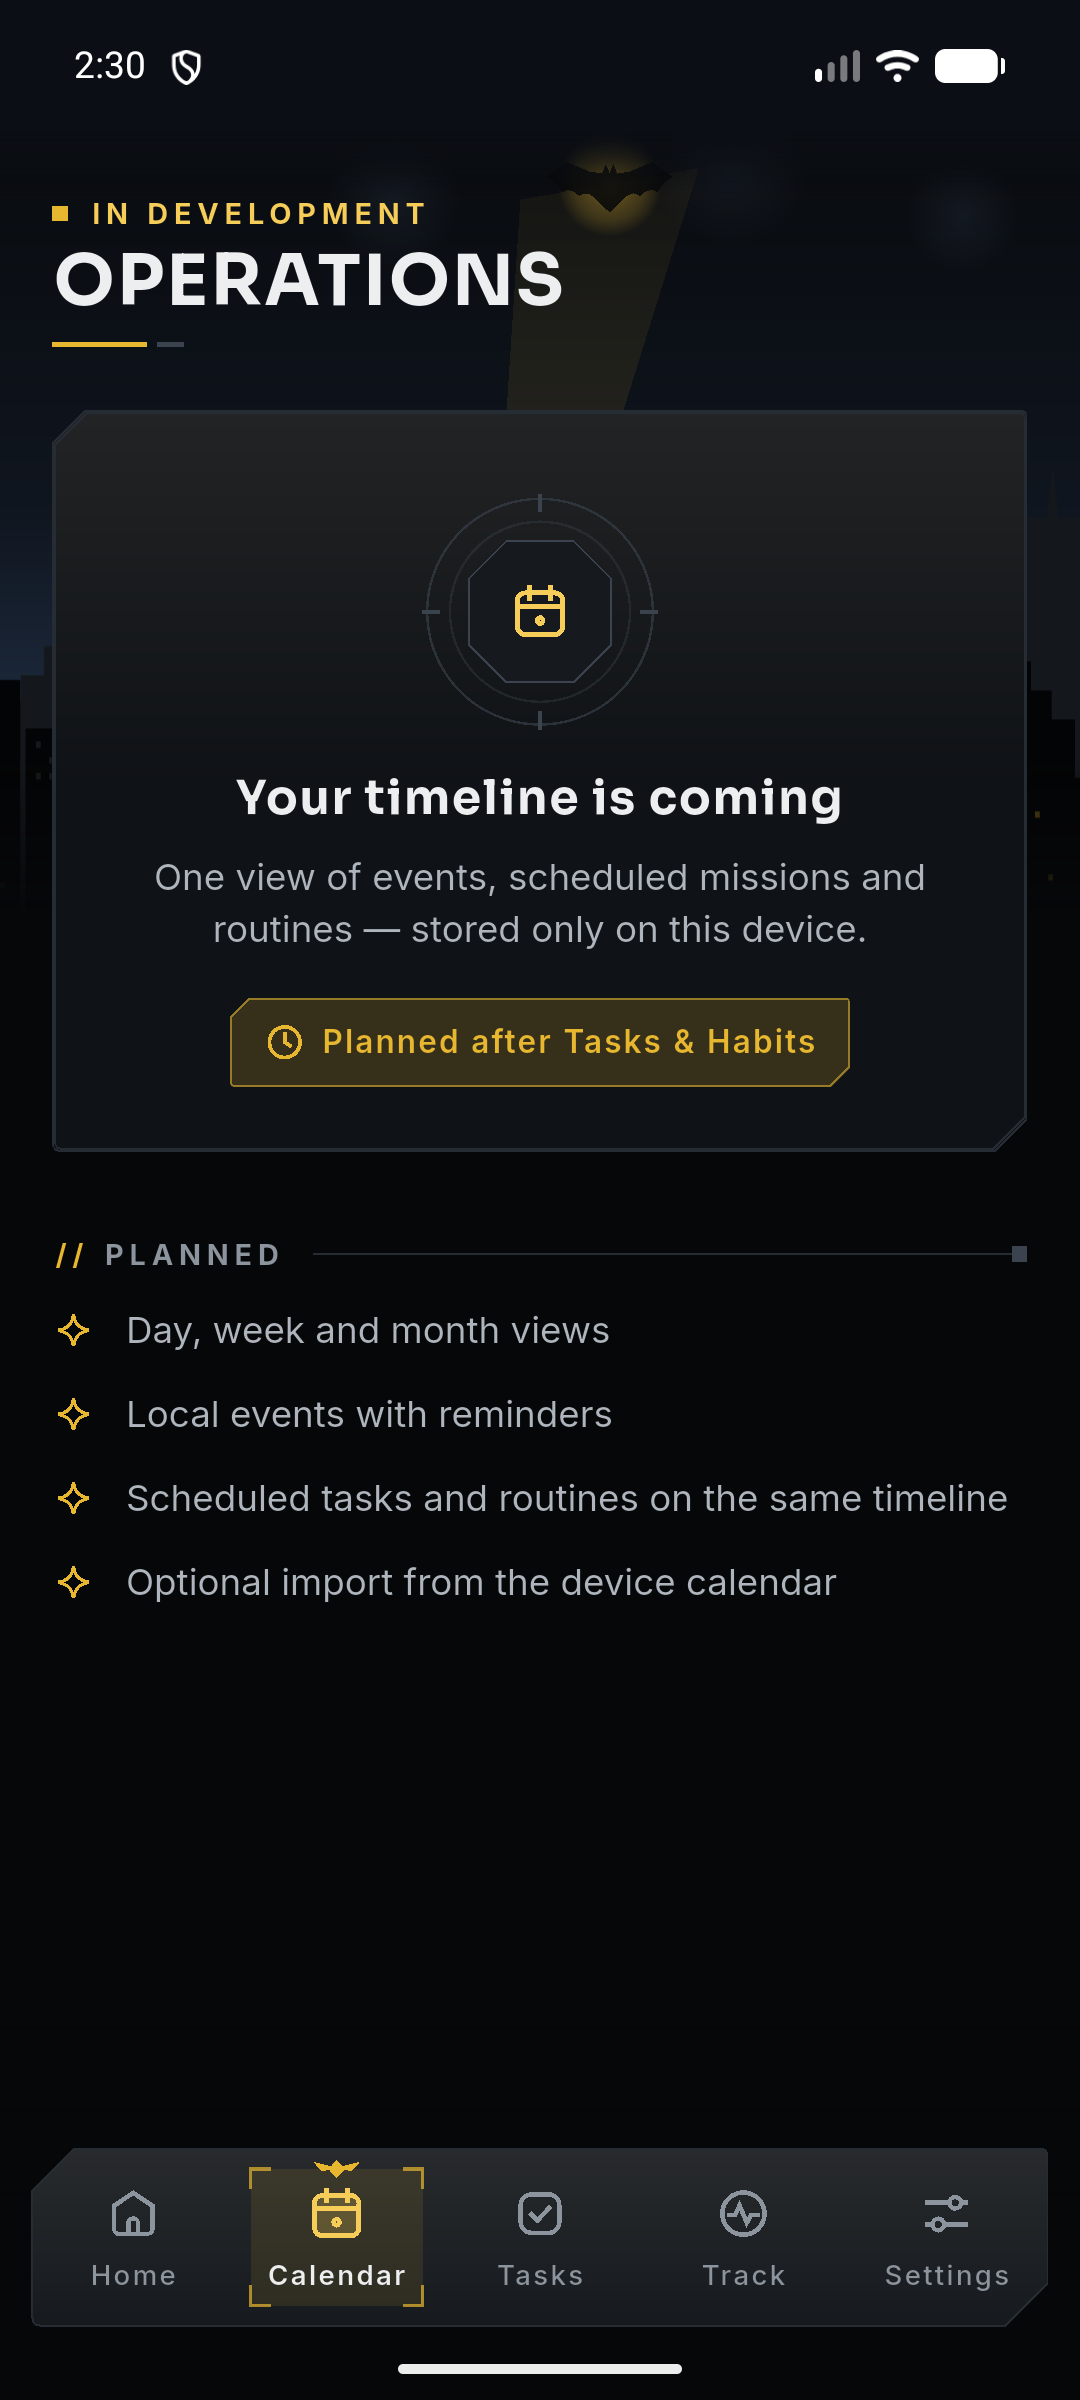 2:30
IN DEVELOPMENT
OPERATIONS
Your timeline is coming
One view of events, scheduled missions and
routines — stored only on this device.
Planned after Tasks & Habits
// PLANNED
Day, week and month views
Local events with reminders
Scheduled tasks and routines on the same timeline
Optional import from the device calendar
Home Calendar Tasks Track Settings